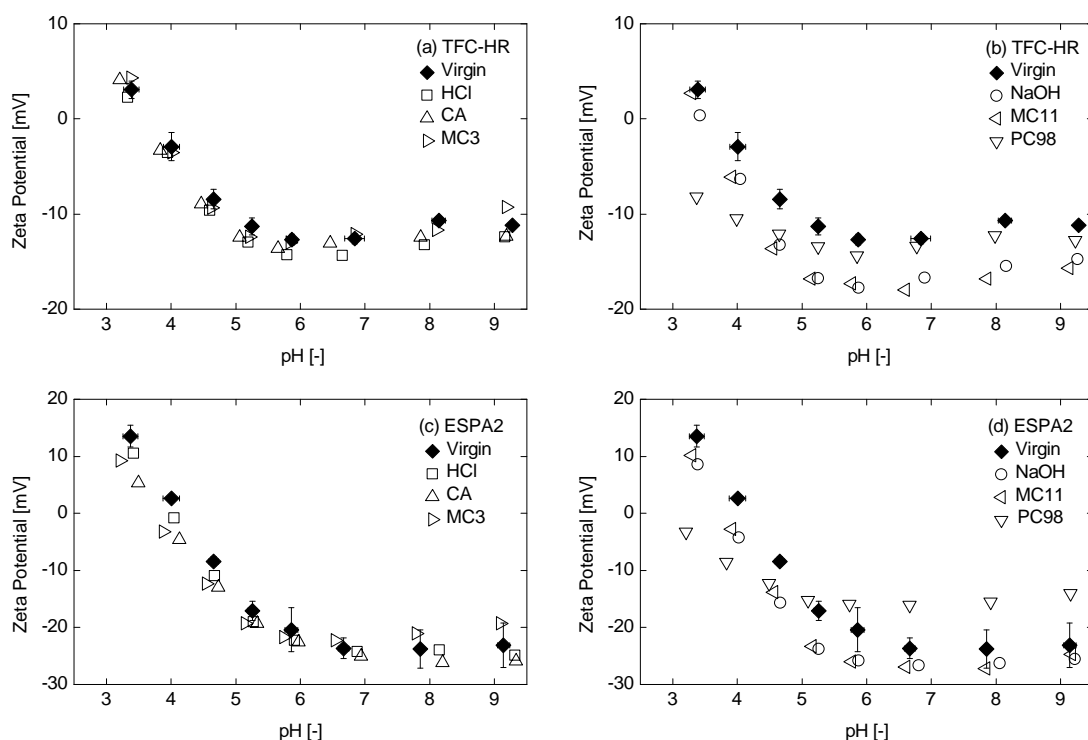 10
0
-10
-20
Zeta Potential [mV]
3 4 5 6 7 8 9
pH [-]
(a) TFC-HR
Virgin
HCl
CA
MC3
10
0
-10
-20
Zeta Potential [mV]
3 4 5 6 7 8 9
pH [-]
(b) TFC-HR
Virgin
NaOH
MC11
PC98
20
10
0
-10
-20
-30
Zeta Potential [mV]
3 4 5 6 7 8 9
pH [-]
(c) ESPA2
Virgin
HCl
CA
MC3
20
10
0
-10
-20
-30
Zeta Potential [mV]
3 4 5 6 7 8 9
pH [-]
(d) ESPA2
Virgin
NaOH
MC11
PC98